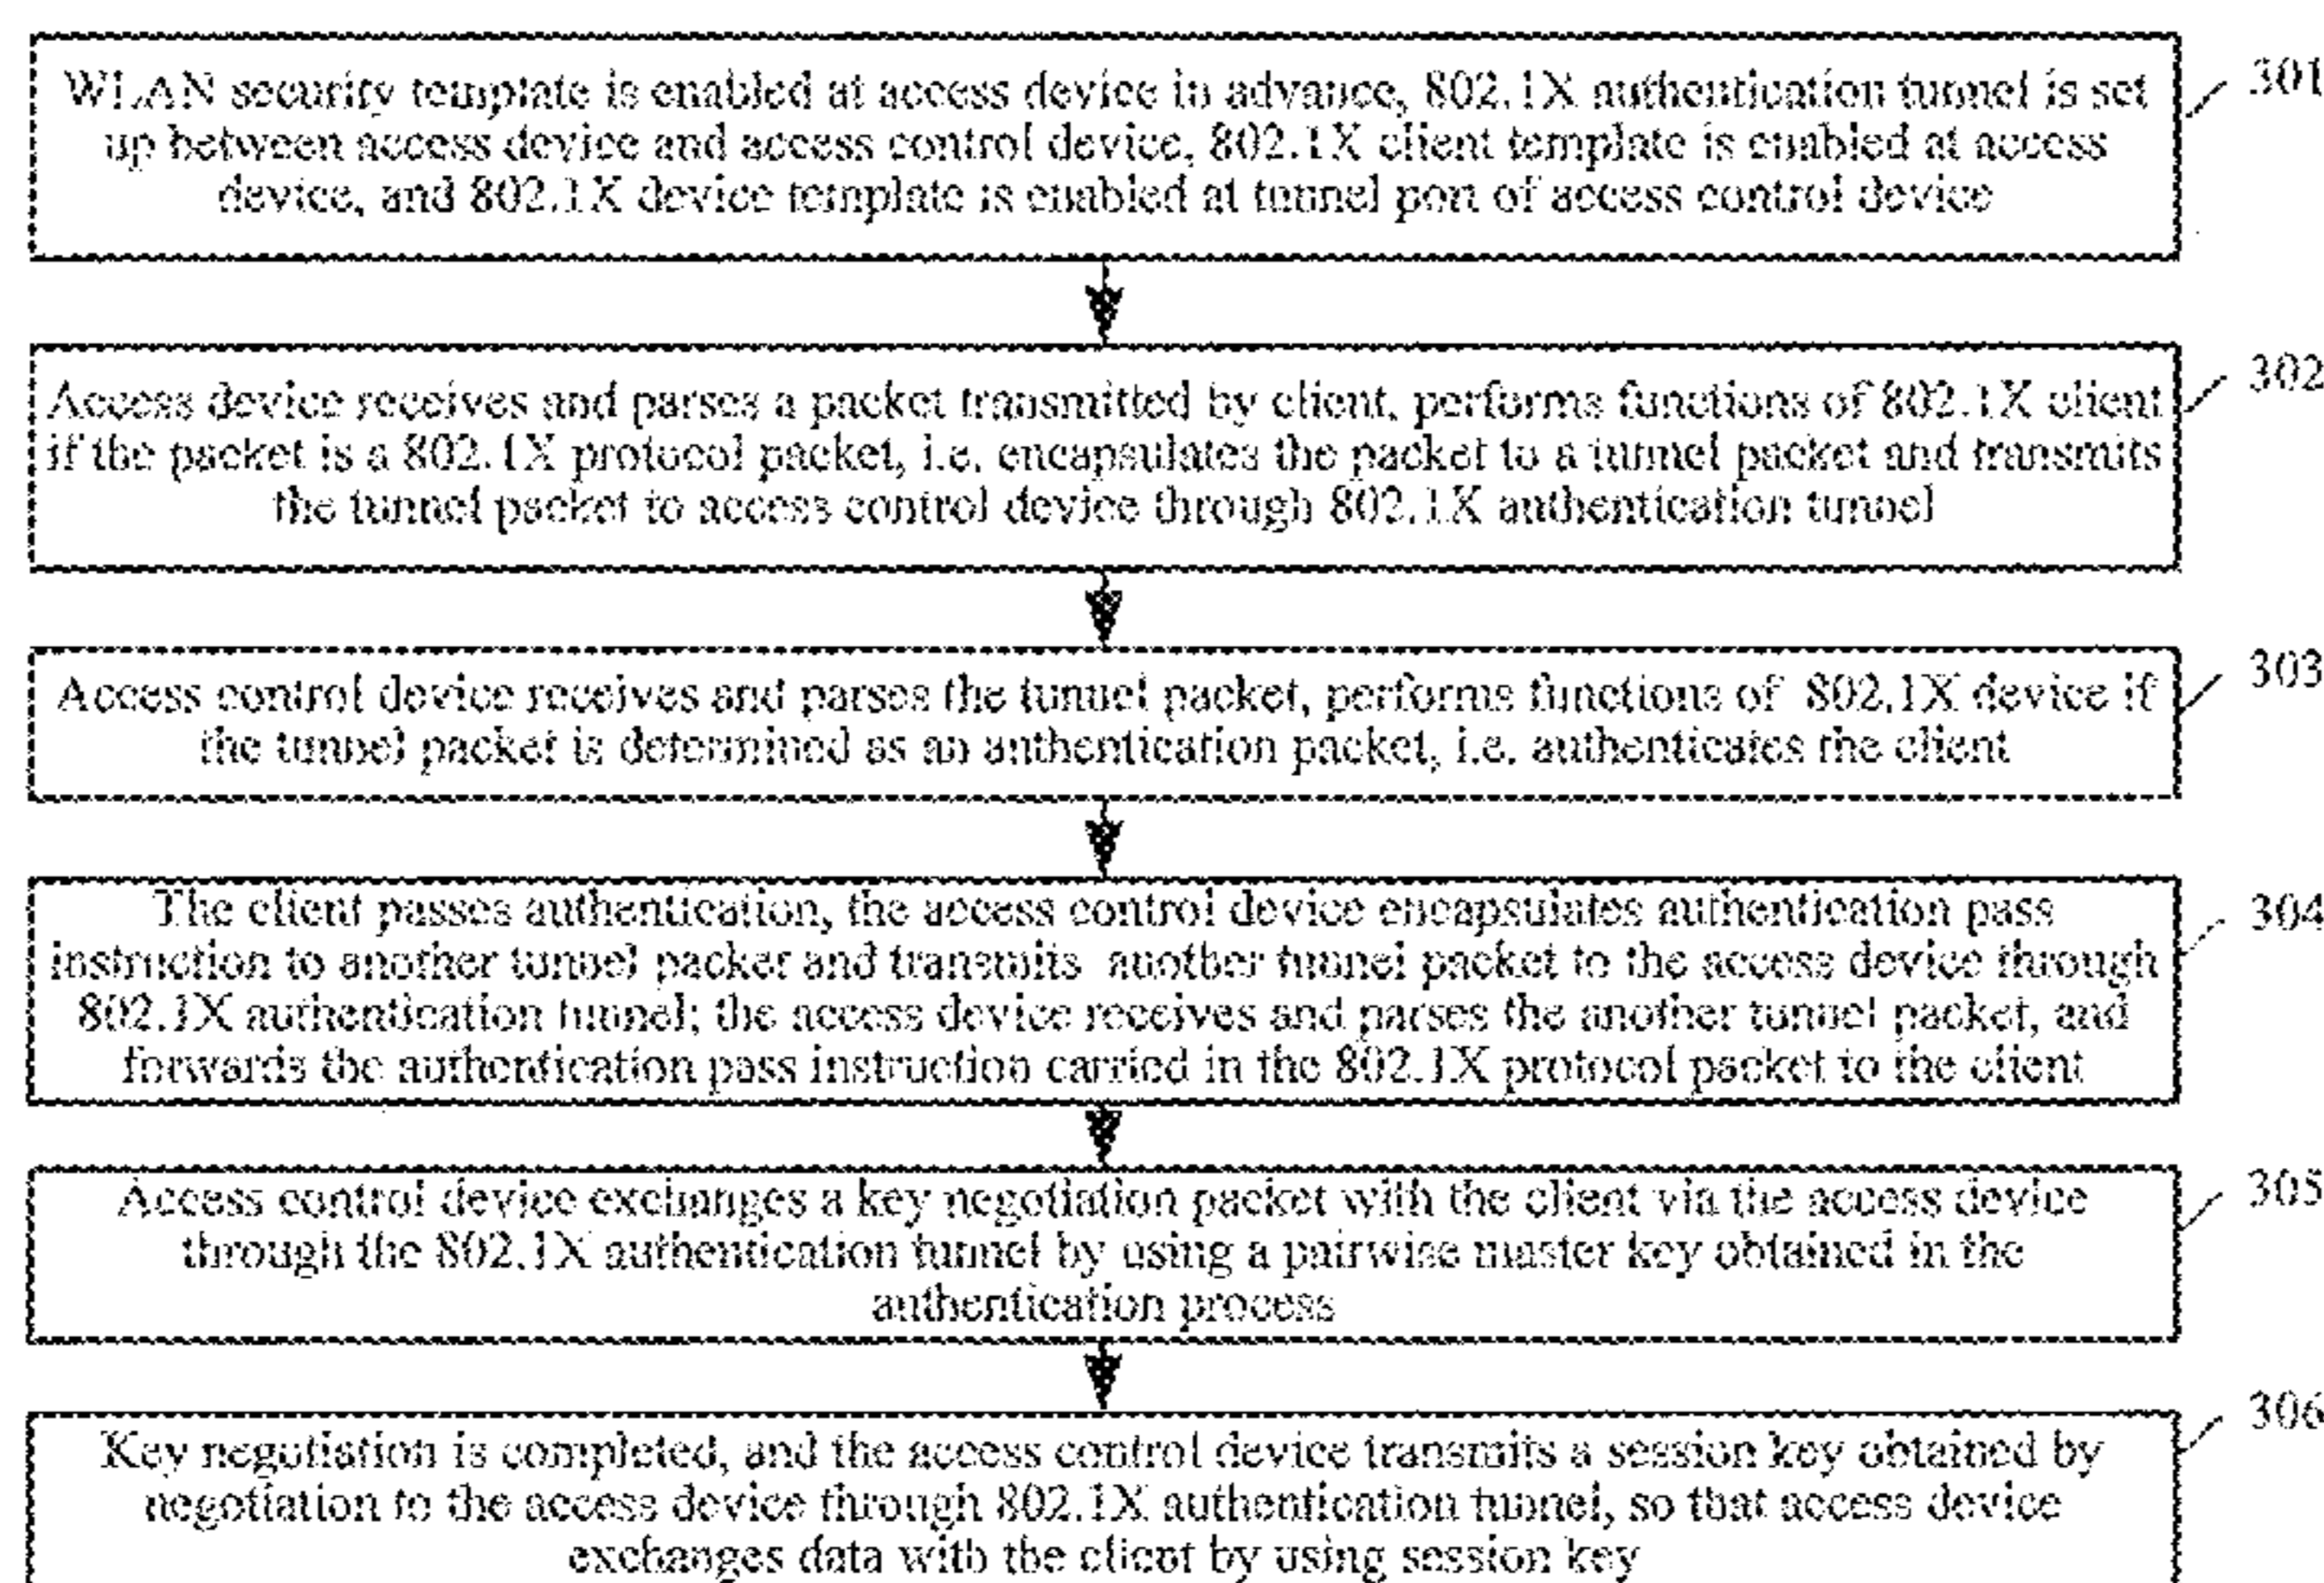 WLAN security template is enabled at access device in advance, 802.1X authentication tunnel is set
301
up between access device and access control device, 802.1X client template is enabled at access
device, and 802.1X device template is enabled at tunnel port of access control device
302
Access device receives and parses a packet transmitted by client, performs functions of 802.1X client
if the packet is a 802.1X protocol packet, i.e. encapsulates the packet to a tunnel packet and transmits
the tunnel packet to access control device through 802.1X authentication tunnel
303
Access control device receives and parses the tunnel packet, performs functions of 802.1X device if
the tunnel packet is determined as an authentication packet, i.e. authenticates the client
304
The client passes authentication, the access control device encapsulates authentication pass
instruction to another tunnel packet and transmits another tunnel packet to the access device through
802.1X authentication tunnel; the access device receives and parses the another tunnel packet, and
forwards the authentication pass instruction carried in the 802.1X protocol packet to the client
305
Access control device exchanges a key negotiation packet with the client via the access device
through the 802.1X authentication tunnel by using a pairwise master key obtained in the
authentication process
306
Key negotiation is completed, and the access control device transmits a session key obtained by
negotiation to the access device through 802.1X authentication tunnel, so that access device
exchanges data with the client by using session key